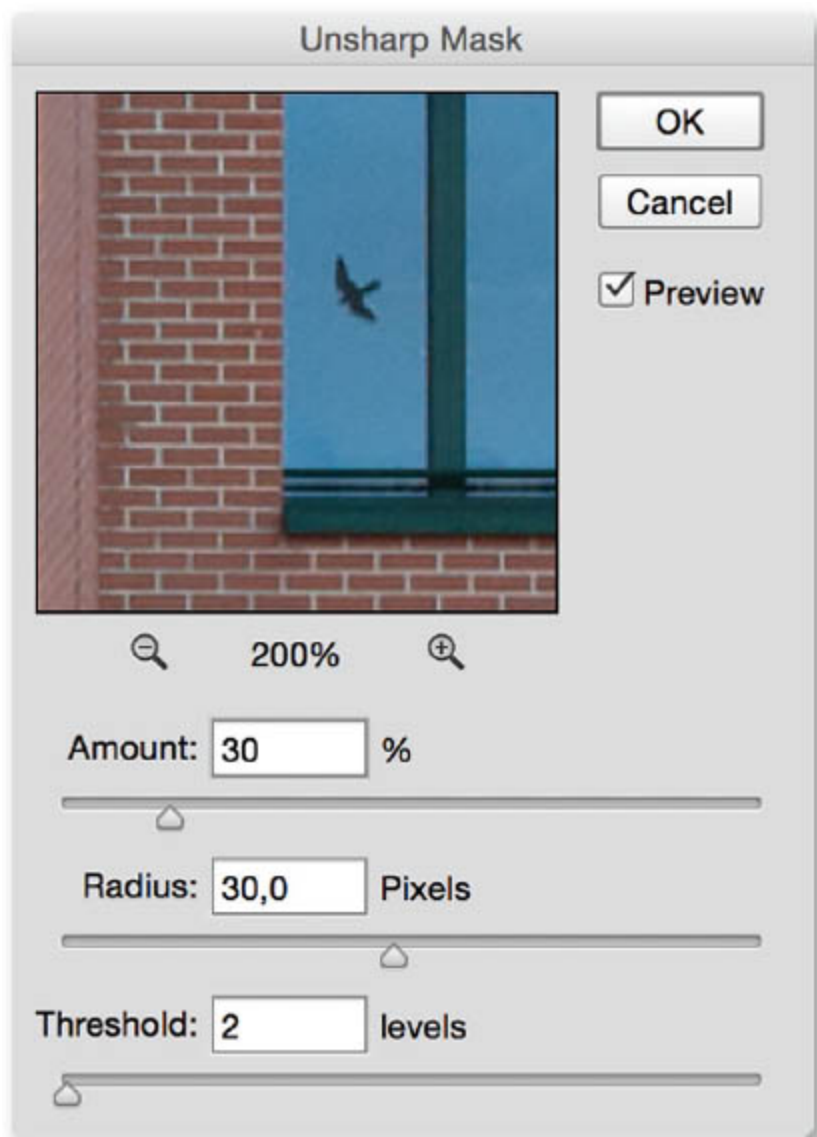 Unsharp Mask
OK
Cancel
Preview
200%
Amount: 30 %
Radius: 30,0 Pixels
Threshold: 2 levels